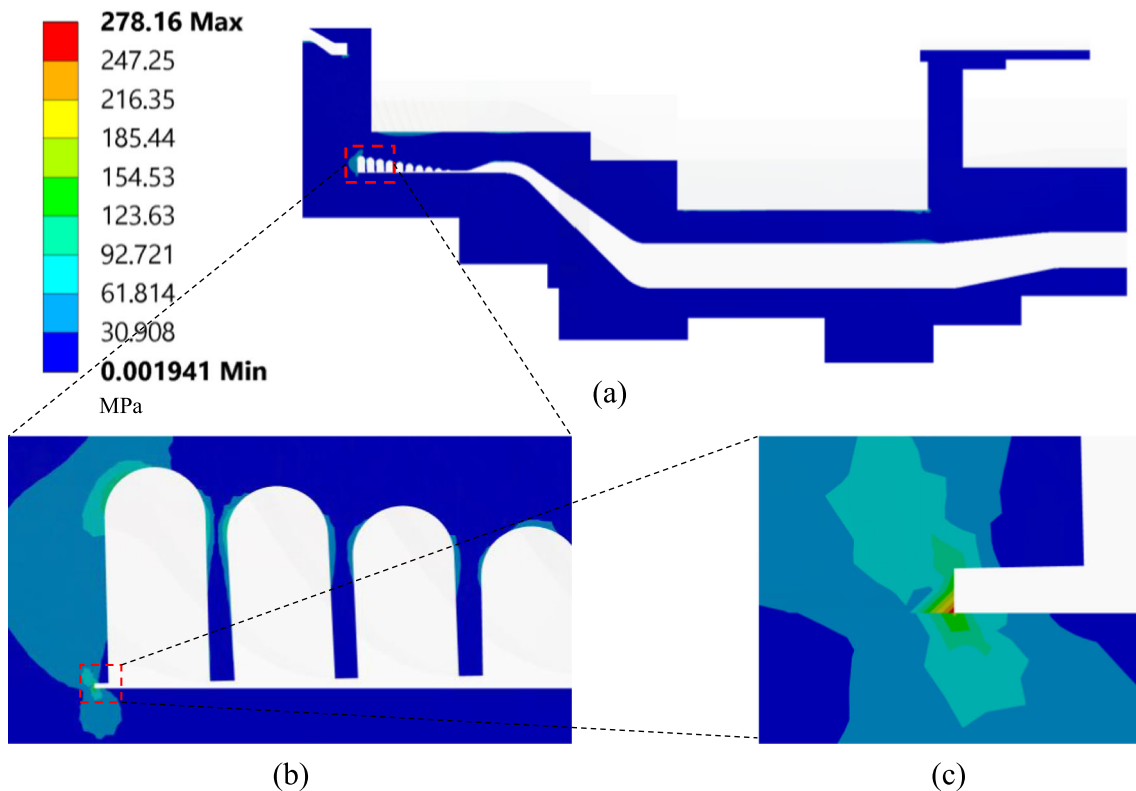 278.16 Max
247.25
216.35
185.44
154.53
123.63
92.721
61.814
30.908
0.001941 Min
MPa
(a)
(b)
(c)